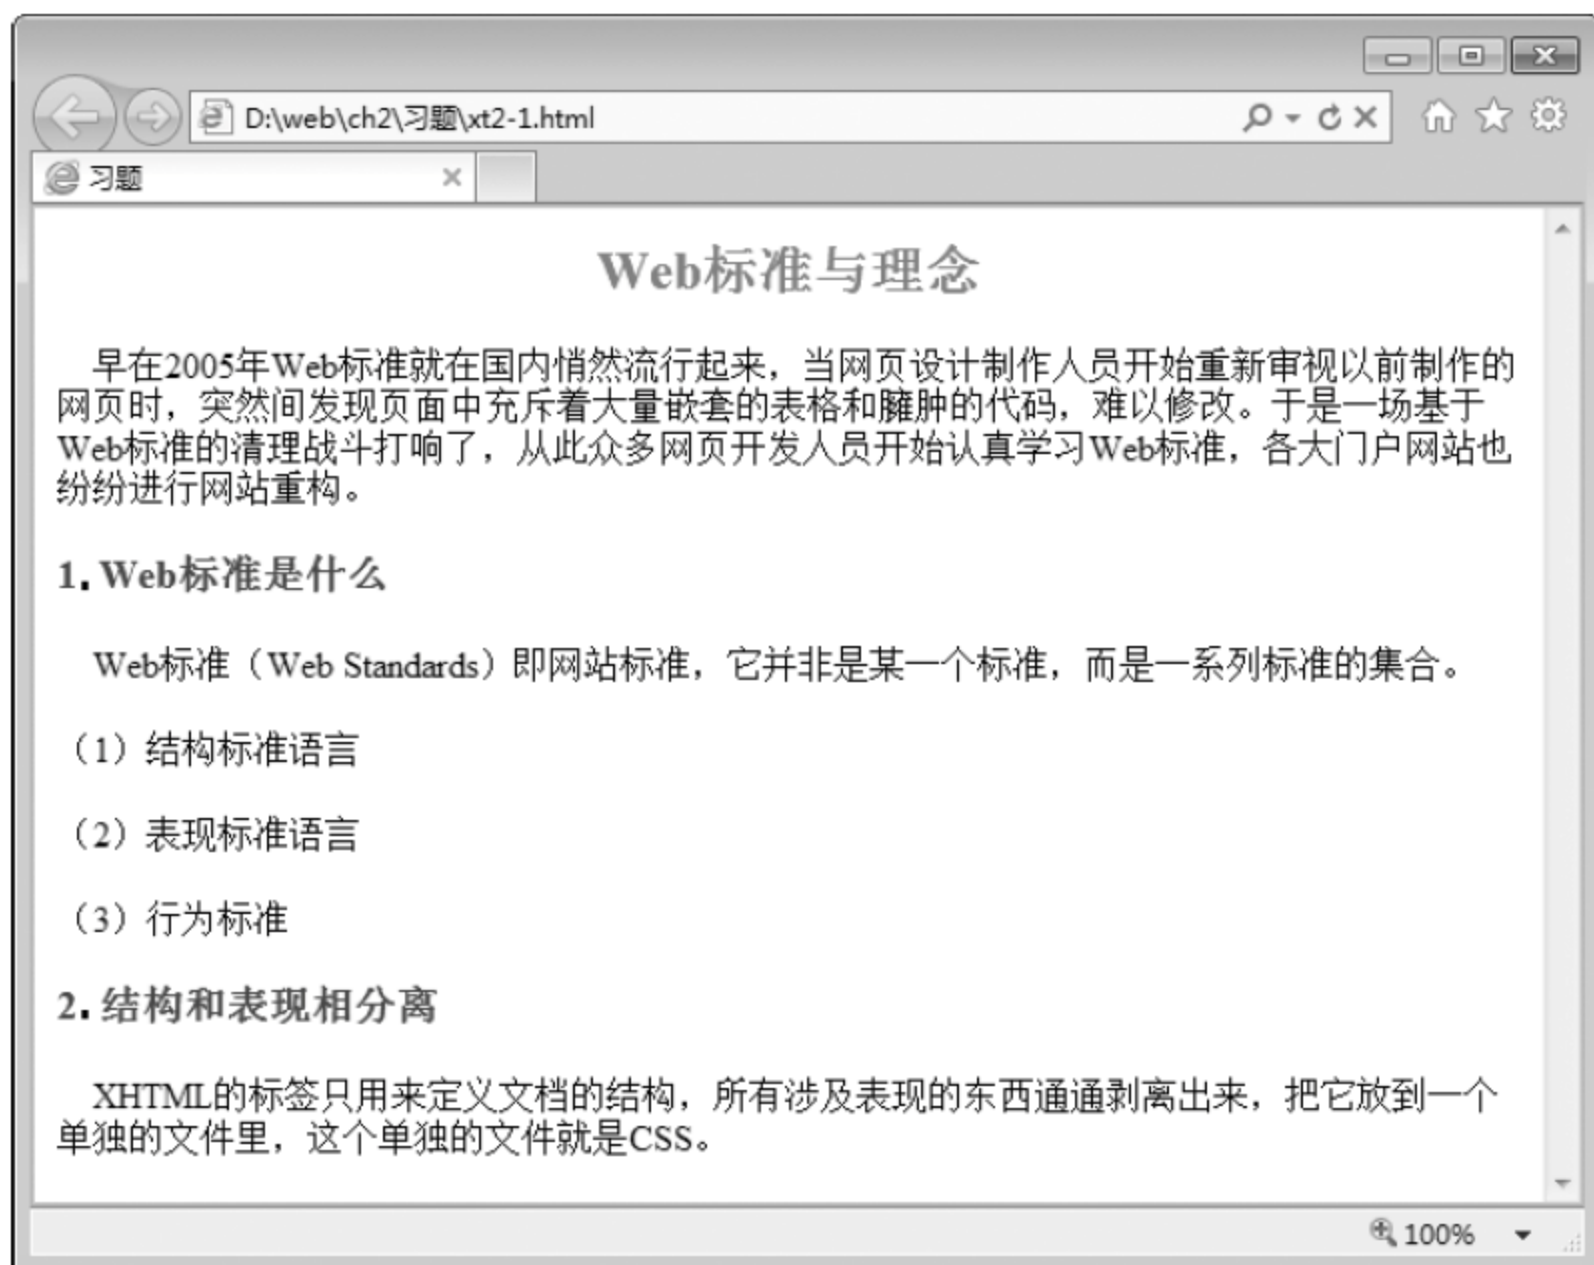 D:\web\ch2\习题\xt2-1.html
习题
Web标准与理念
早在2005年Web标准就在国内悄然流行起来，当网页设计制作人员开始重新审视以前制作的
网页时，突然间发现页面中充斥着大量嵌套的表格和臃肿的代码，难以修改。于是一场基于
Web标准的清理战斗打响了，从此众多网页开发人员开始认真学习Web标准，各大门户网站也
纷纷进行网站重构。
1. Web标准是什么
Web标准（Web Standards）即网站标准，它并非是某一个标准，而是一系列标准的集合。
（1）结构标准语言
（2）表现标准语言
（3）行为标准
2. 结构和表现相分离
XHTML的标签只用来定义文档的结构，所有涉及表现的东西通通剥离出来，把它放到一个
单独的文件里，这个单独的文件就是CSS。
100%